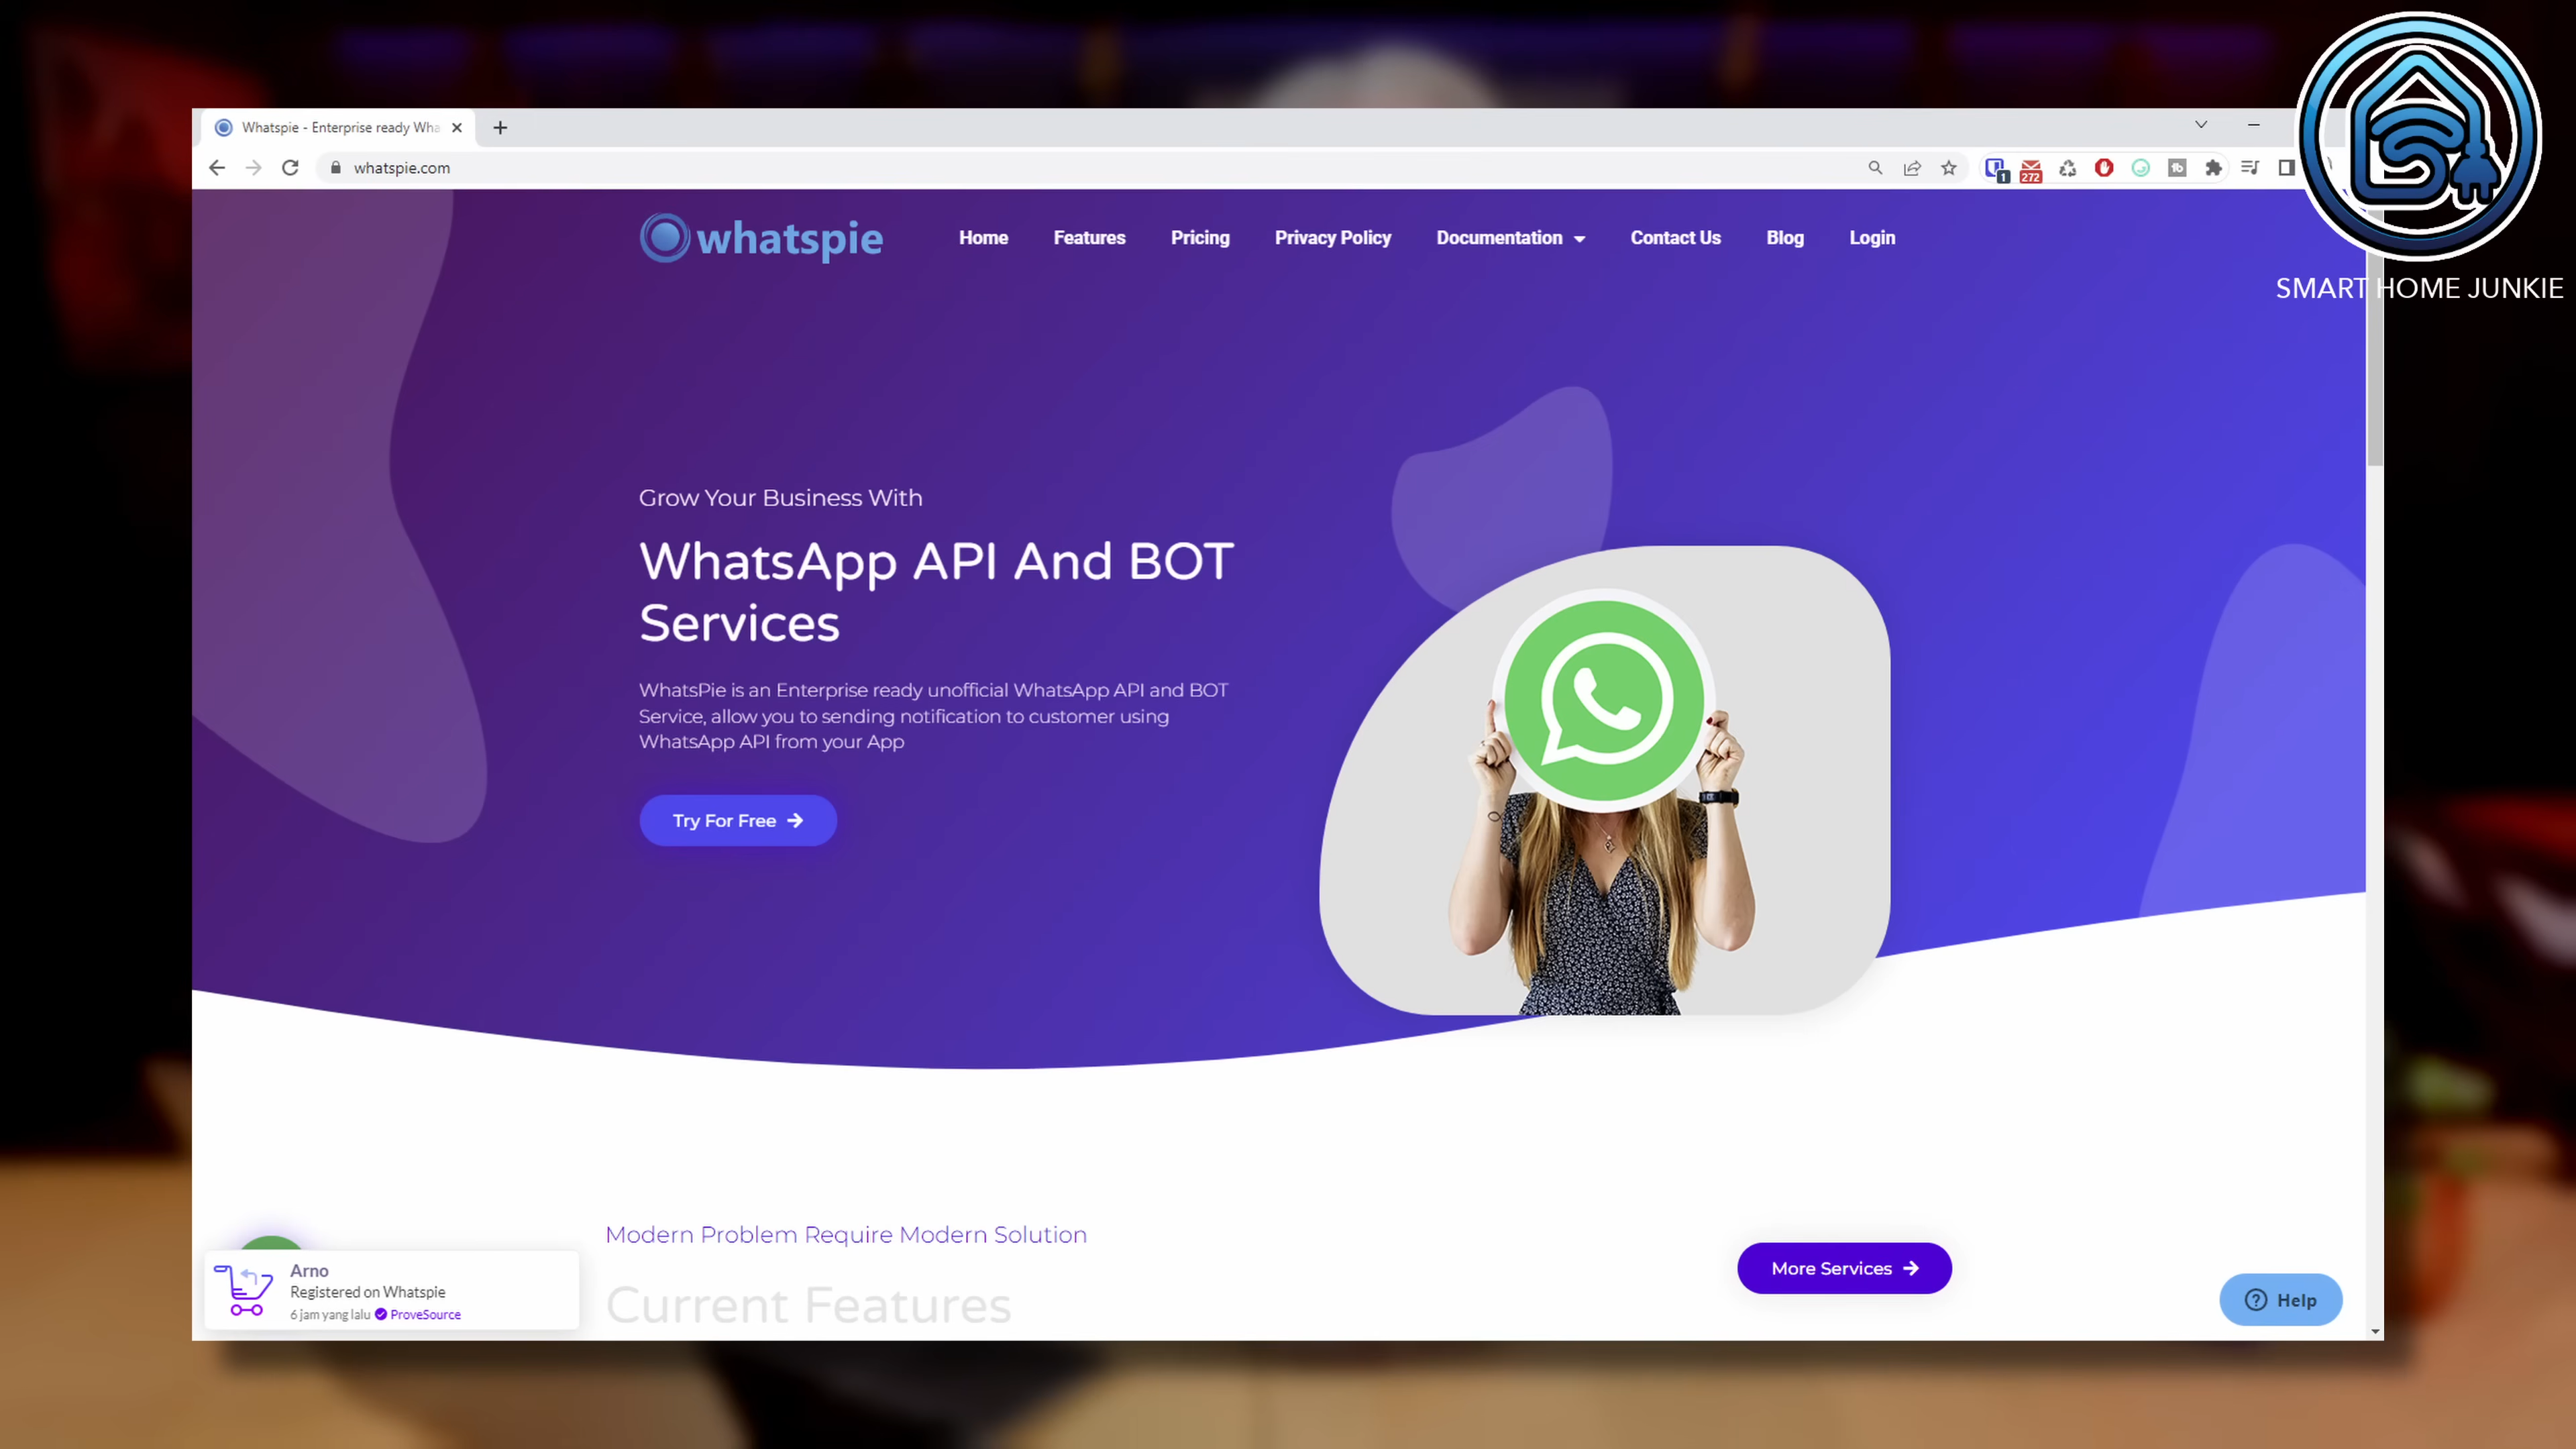 Whatspie - Enterprise ready Wha
whatspie.com
1
272
SMART HOME JUNKIE
whatspie
Home
Features
Pricing
Privacy Policy
Documentation
Contact Us
Blog
Login
Grow Your Business With
WhatsApp API And BOT
Services
WhatsPie is an Enterprise ready unofficial WhatsApp API and BOT
Service, allow you to sending notification to customer using
WhatsApp API from your App
Try For Free
Modern Problem Require Modern Solution
Current Features
More Services
Arno
Registered on Whatspie
6 jam yang lalu ProveSource
Help